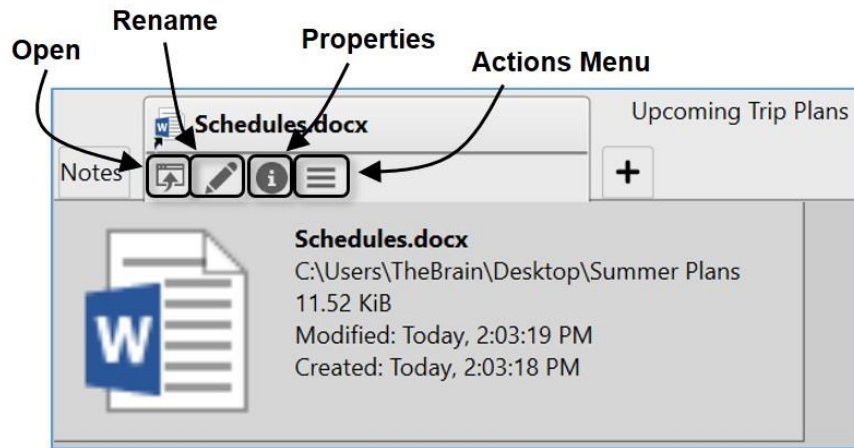 Rename
Open
Properties
Actions Menu
Schedules.docx
Upcoming Trip Plans
Notes
Schedules.docx
C:\Users\TheBrain\Desktop\Summer Plans
11.52 KiB
Modified: Today, 2:03:19 PM
Created: Today, 2:03:18 PM